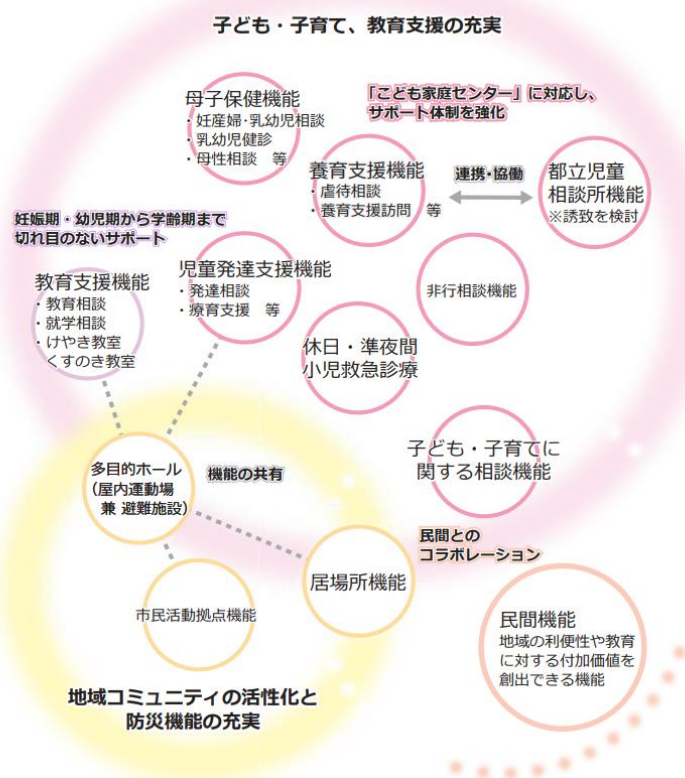 子ども・子育て、教育支援の充実
母子保健機能
・妊産婦・乳幼児相談
・乳幼児健診
・母性相談　等
「こども家庭センター」に対応し、
サポート体制を強化
養育支援機能
・虐待相談
・養育支援訪問　等
連携・協働
都立児童
相談所機能
※誘致を検討
妊娠期・幼児期から学齢期まで
切れ目のないサポート
教育支援機能
・教育相談
・就学相談
・けやき教室
くすのき教室
児童発達支援機能
・発達相談
・療育支援　等
非行相談機能
休日・準夜間
小児救急診療
子ども・子育てに
関する相談機能
多目的ホール
（屋内運動場
兼 避難施設）
機能の共有
民間との
コラボレーション
居場所機能
市民活動拠点機能
民間機能
地域の利便性や教育
に対する付加価値を
創出できる機能
地域コミュニティの活性化と
防災機能の充実